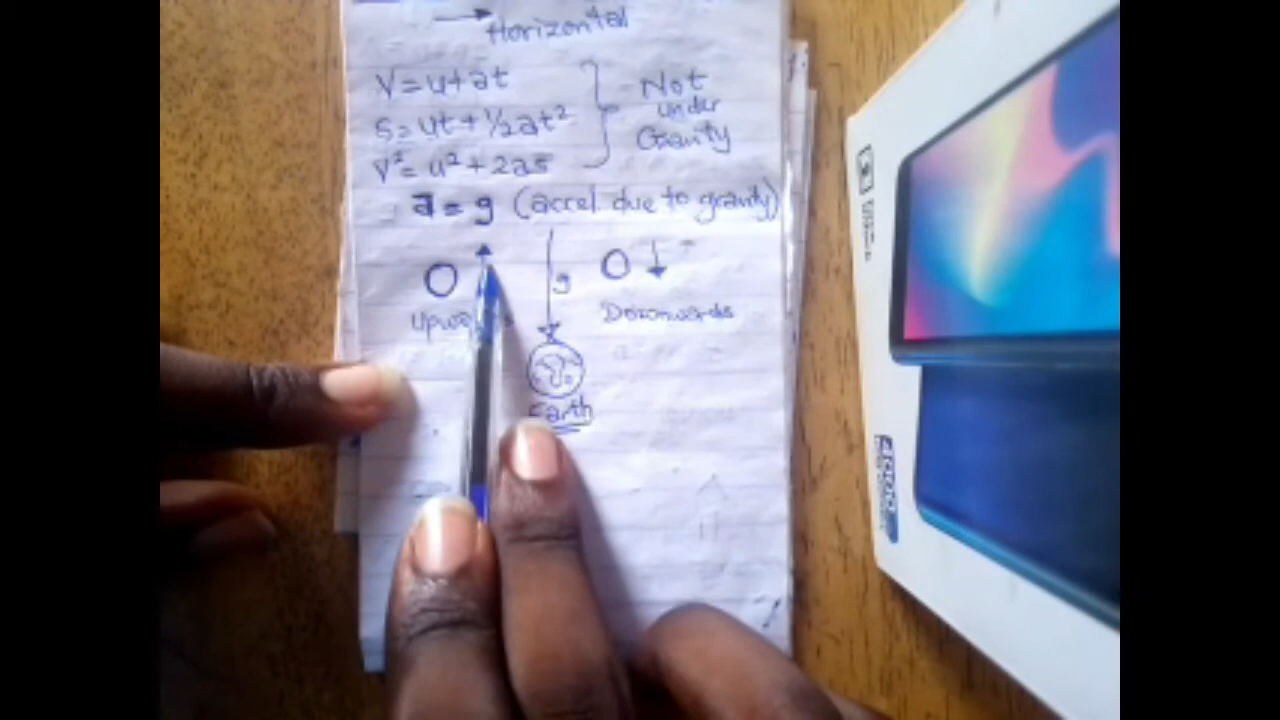 → Horizontal
V = u + at
S = ut + ½at²
V² = u² + 2as
Not
under
Gravity
a = g (accel due to gravity)
g
Downwards
Earth